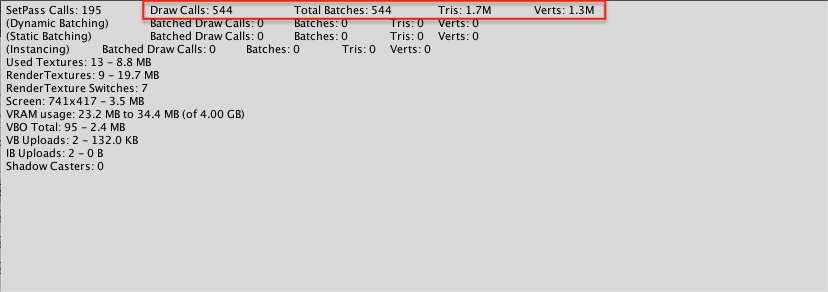 SetPass Calls: 195 Draw Calls: 544 Total Batches: 544 Tris: 1.7M Verts: 1.3M
(Dynamic Batching) Batched Draw Calls: 0 Batches: 0 Tris: 0 Verts: 0
(Static Batching) Batched Draw Calls: 0 Batches: 0 Tris: 0 Verts: 0
(Instancing) Batched Draw Calls: 0 Batches: 0 Tris: 0 Verts: 0
Used Textures: 13 – 8.8 MB
RenderTextures: 9 – 19.7 MB
RenderTexture Switches: 7
Screen: 741x417 – 3.5 MB
VRAM usage: 23.2 MB to 34.4 MB (of 4.00 GB)
VBO Total: 95 – 2.4 MB
VB Uploads: 2 – 132.0 KB
IB Uploads: 2 – 0 B
Shadow Casters: 0